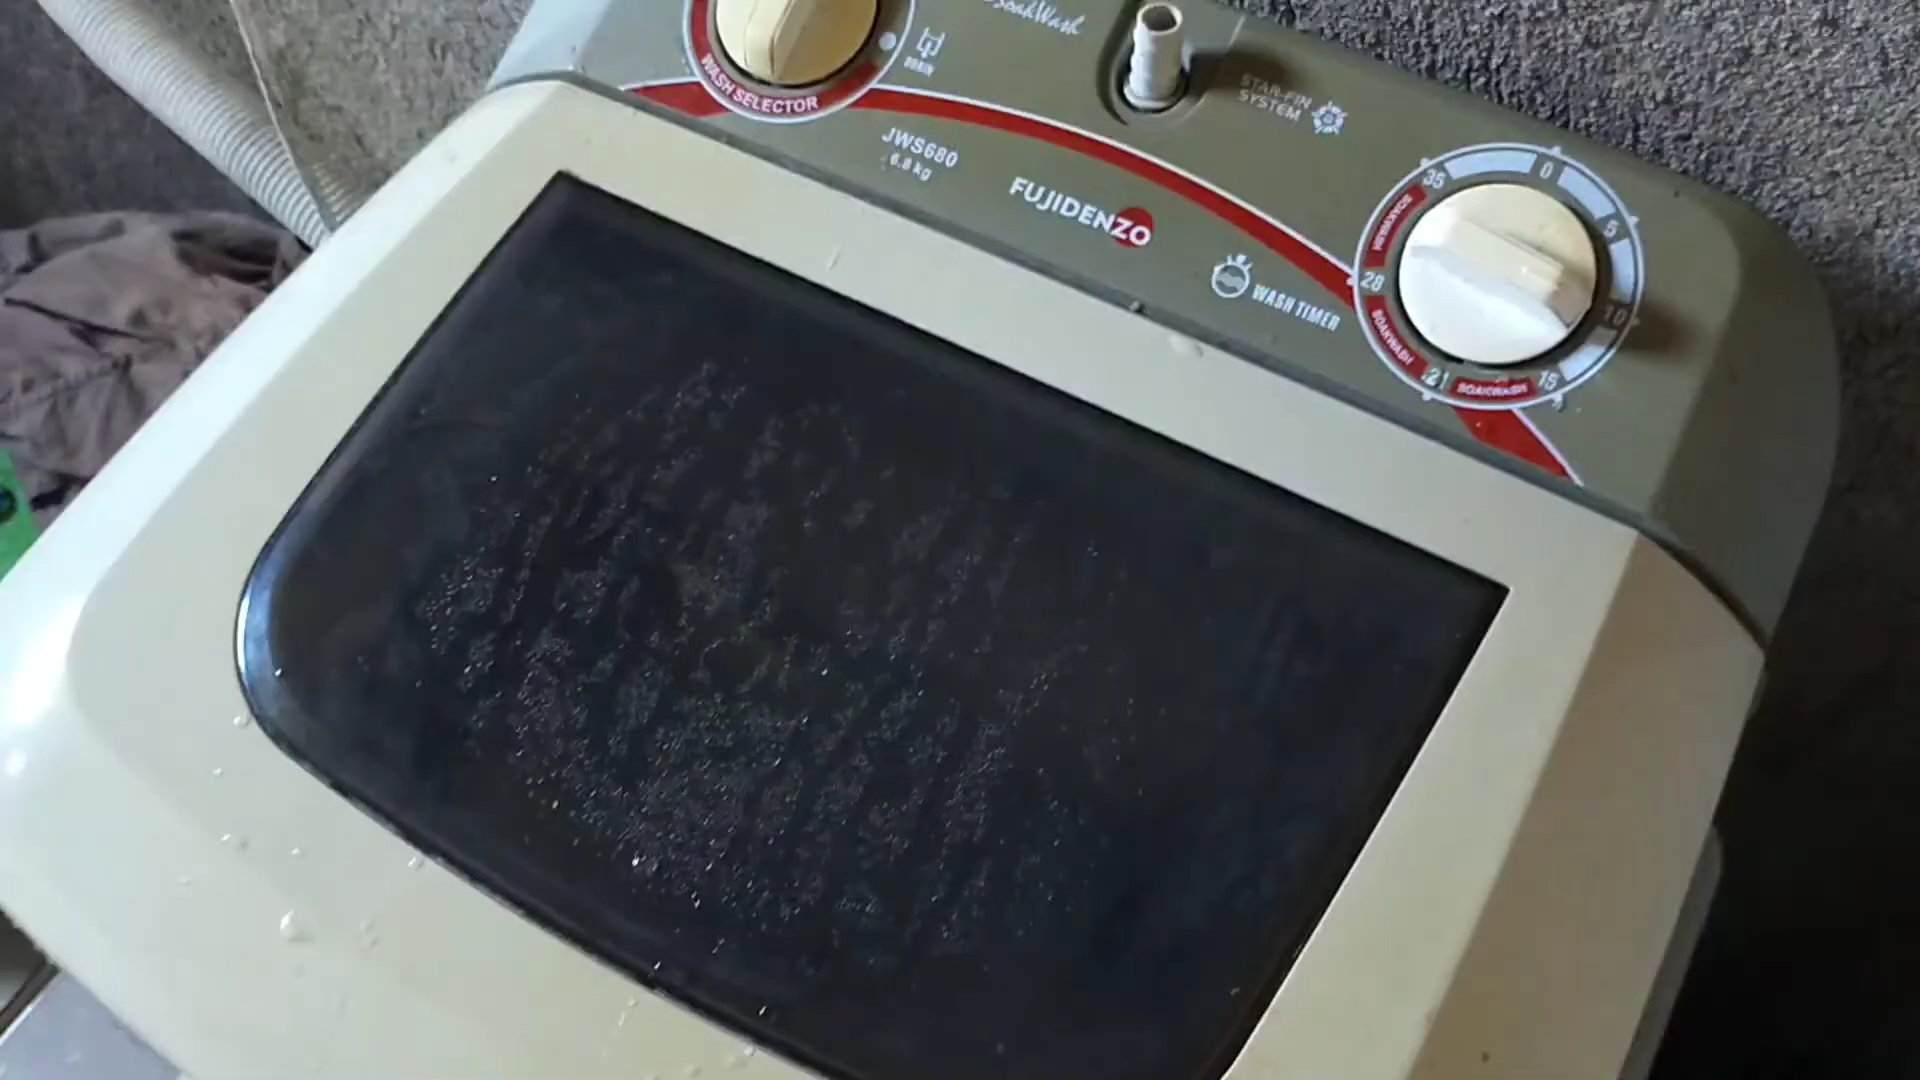 SoakWash
DRAIN
WASH SELECTOR
STAR-FIN
SYSTEM
JWS680
6.8 kg
FUJIDENZO
WASH TIMER
0
5
10
15
SOAKWASH
21
SOAKWASH
28
SOAKWASH
35